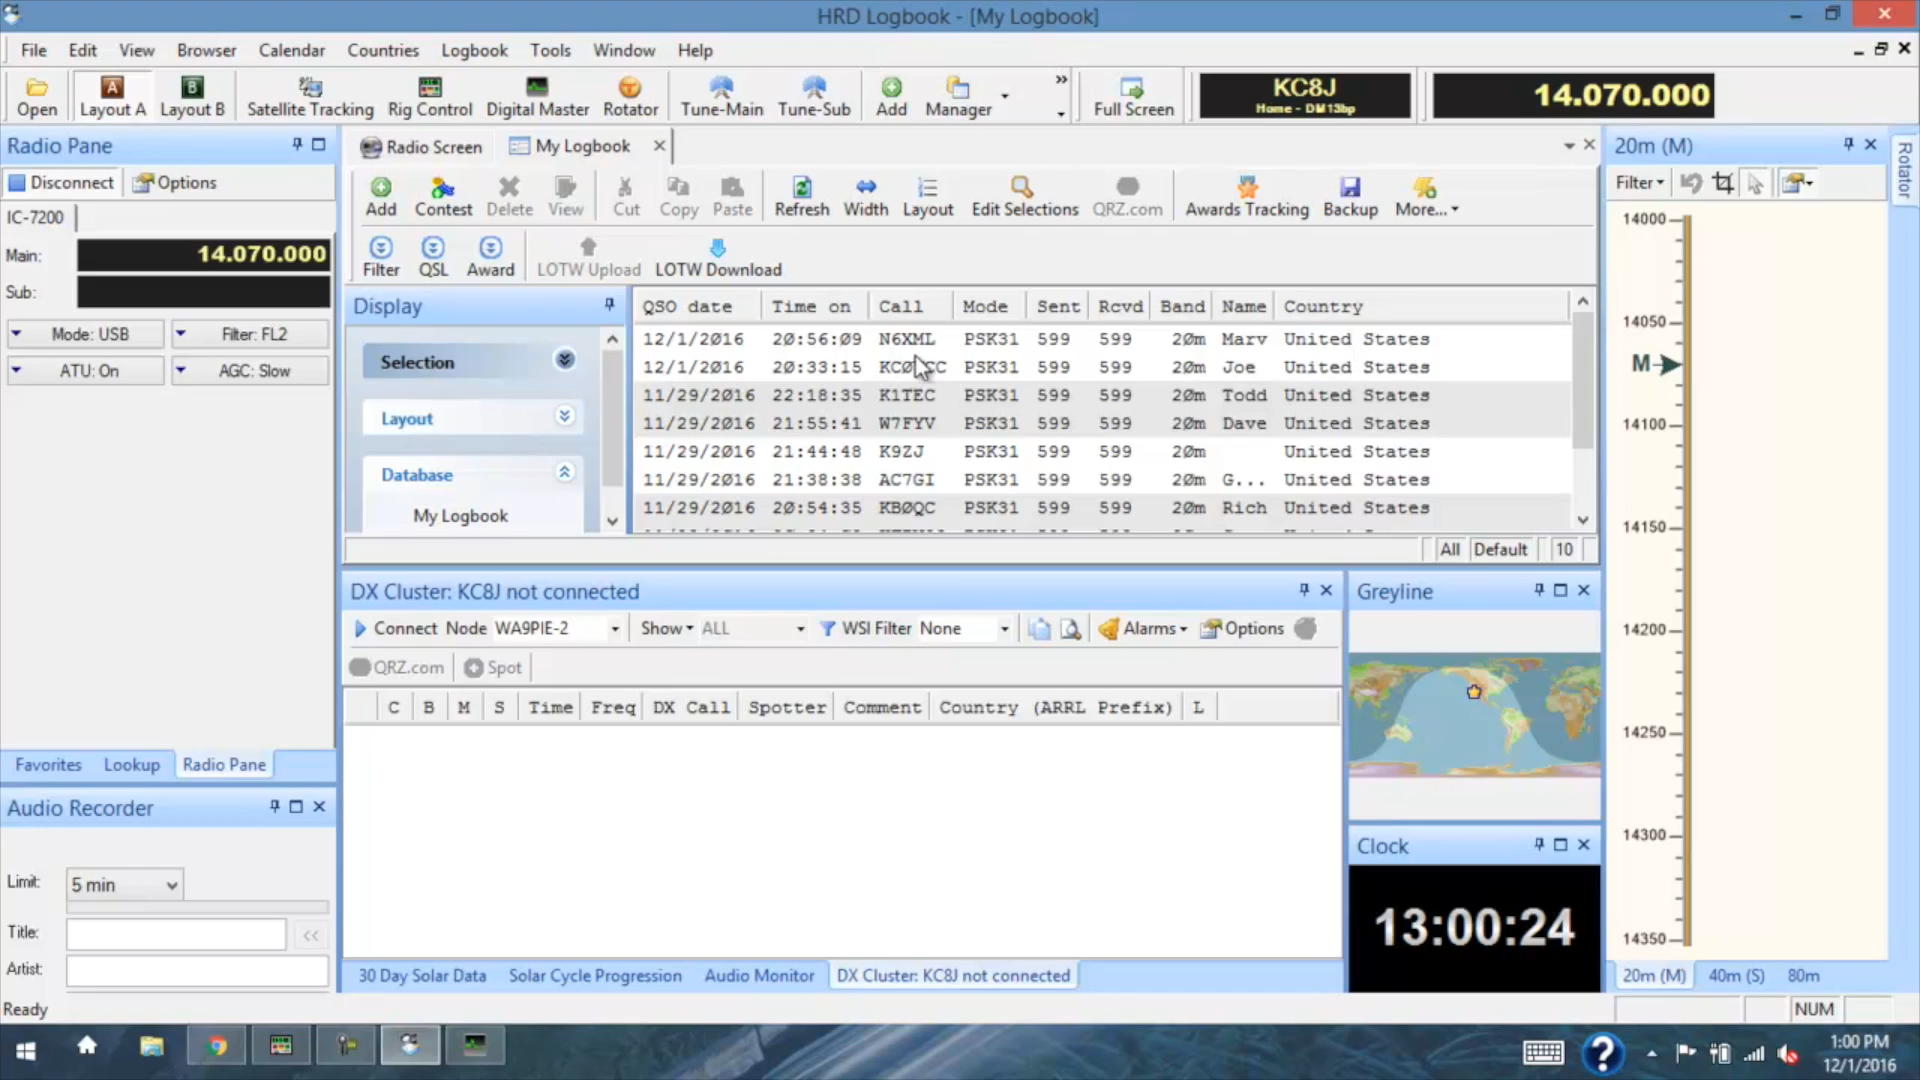 HRD Logbook - [My Logbook]
File Edit View Browser Calendar Countries Logbook Tools Window Help
Open Layout A Layout B Satellite Tracking Rig Control Digital Master Rotator Tune-Main Tune-Sub Add Manager Full Screen
KC8J
Home - DM13bp
14.070.000
Radio Pane
Disconnect Options
IC-7200
Main: 14.070.000
Sub:
Mode: USB Filter: FL2
ATU: On AGC: Slow
Favorites Lookup Radio Pane
Audio Recorder
Limit: 5 min
Title: <<
Artist:
Ready
Radio Screen My Logbook
Add Contest Delete View Cut Copy Paste Refresh Width Layout Edit Selections QRZ.com Awards Tracking Backup More...
Filter QSL Award LOTW Upload LOTW Download
Display
Selection
Layout
Database
My Logbook
QSO date Time on Call Mode Sent Rcvd Band Name Country
12/1/2016 20:56:09 N6XML PSK31 599 599 20m Marv United States
12/1/2016 20:33:15 PSK31 599 599 20m Joe United States
11/29/2016 22:18:35 K1TEC PSK31 599 599 20m Todd United States
11/29/2016 21:55:41 W7FYV PSK31 599 599 20m Dave United States
11/29/2016 21:44:48 K9ZJ PSK31 599 599 20m United States
11/29/2016 21:38:38 AC7GI PSK31 599 599 20m G... United States
11/29/2016 20:54:35 KBØQC PSK31 599 599 20m Rich United States
All Default 10
DX Cluster: KC8J not connected
Connect Node WA9PIE-2 Show ALL WSI Filter None Alarms Options
QRZ.com Spot
C B M S Time Freq DX Call Spotter Comment Country (ARRL Prefix) L
30 Day Solar Data Solar Cycle Progression Audio Monitor DX Cluster: KC8J not connected
Greyline
Clock
13:00:24
20m (M)
Filter
Rotator
14000
14050
M
14100
14150
14200
14250
14300
14350
20m (M) 40m (S) 80m
NUM
A
B
?
1:00 PM
12/1/2016